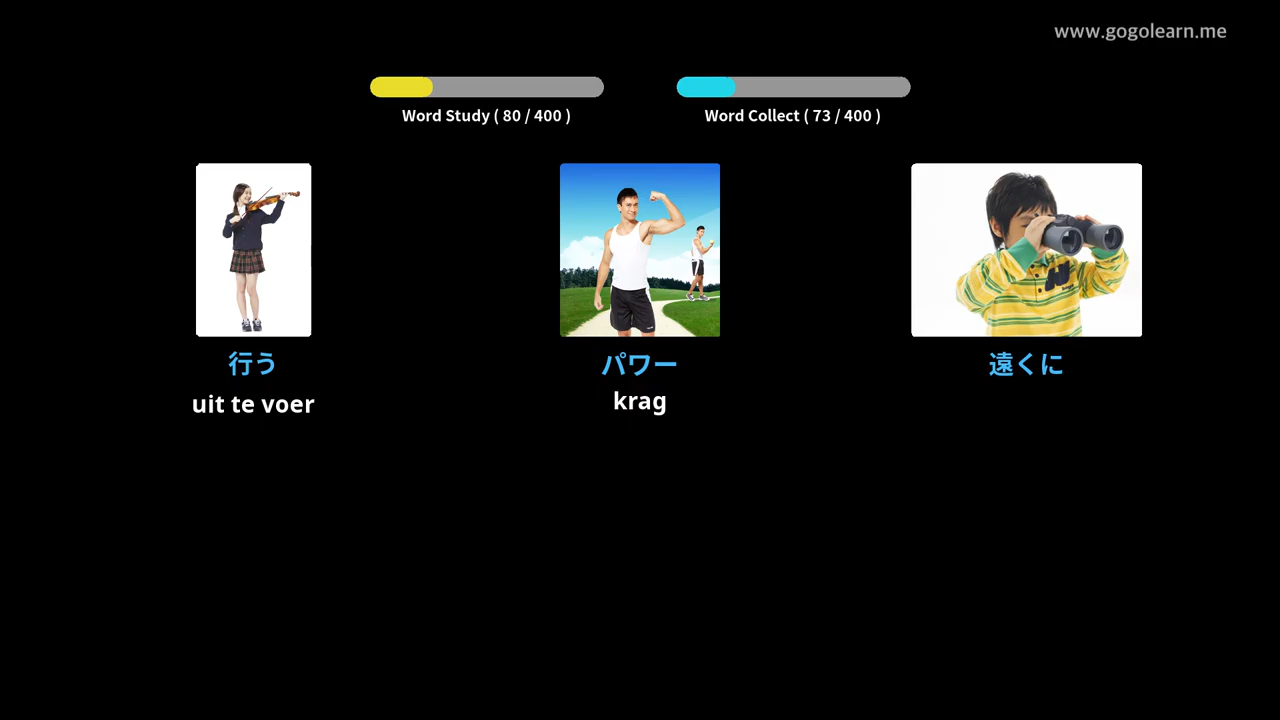 www.gogolearn.me
Word Study ( 80 / 400 )
Word Collect ( 73 / 400 )
行う
パワー
遠くに
uit te voer
krag